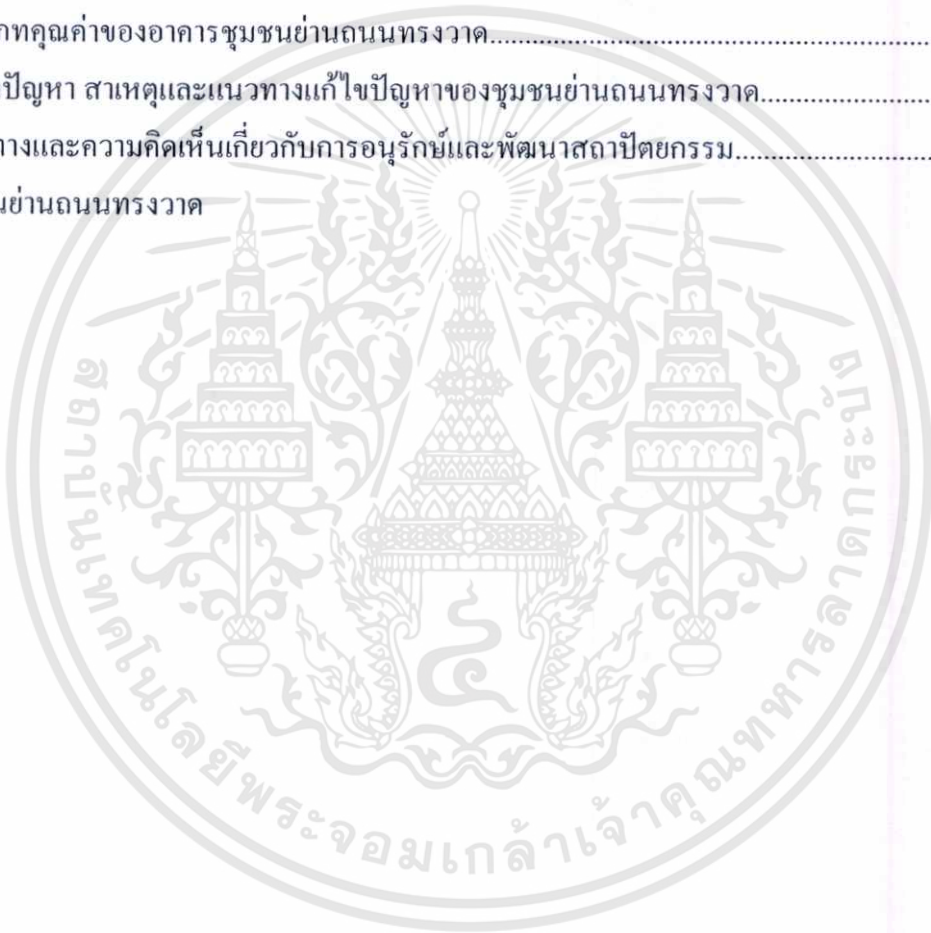 ภทคุณค่าของอาคารชุมชนย่านถนนทรงวาด
ปัญหา สาเหตุและแนวทางแก้ไขปัญหาของชุมชนย่านถนนทรงวาด
ทางและความคิดเห็นเกี่ยวกับการอนุรักษ์และพัฒนาสถาปัตยกรรม
นย่านถนนทรงวาด
สถาบันเทคโนโลยีพระจอมเกล้าเจ้าคุณทหารลาดกระบัง